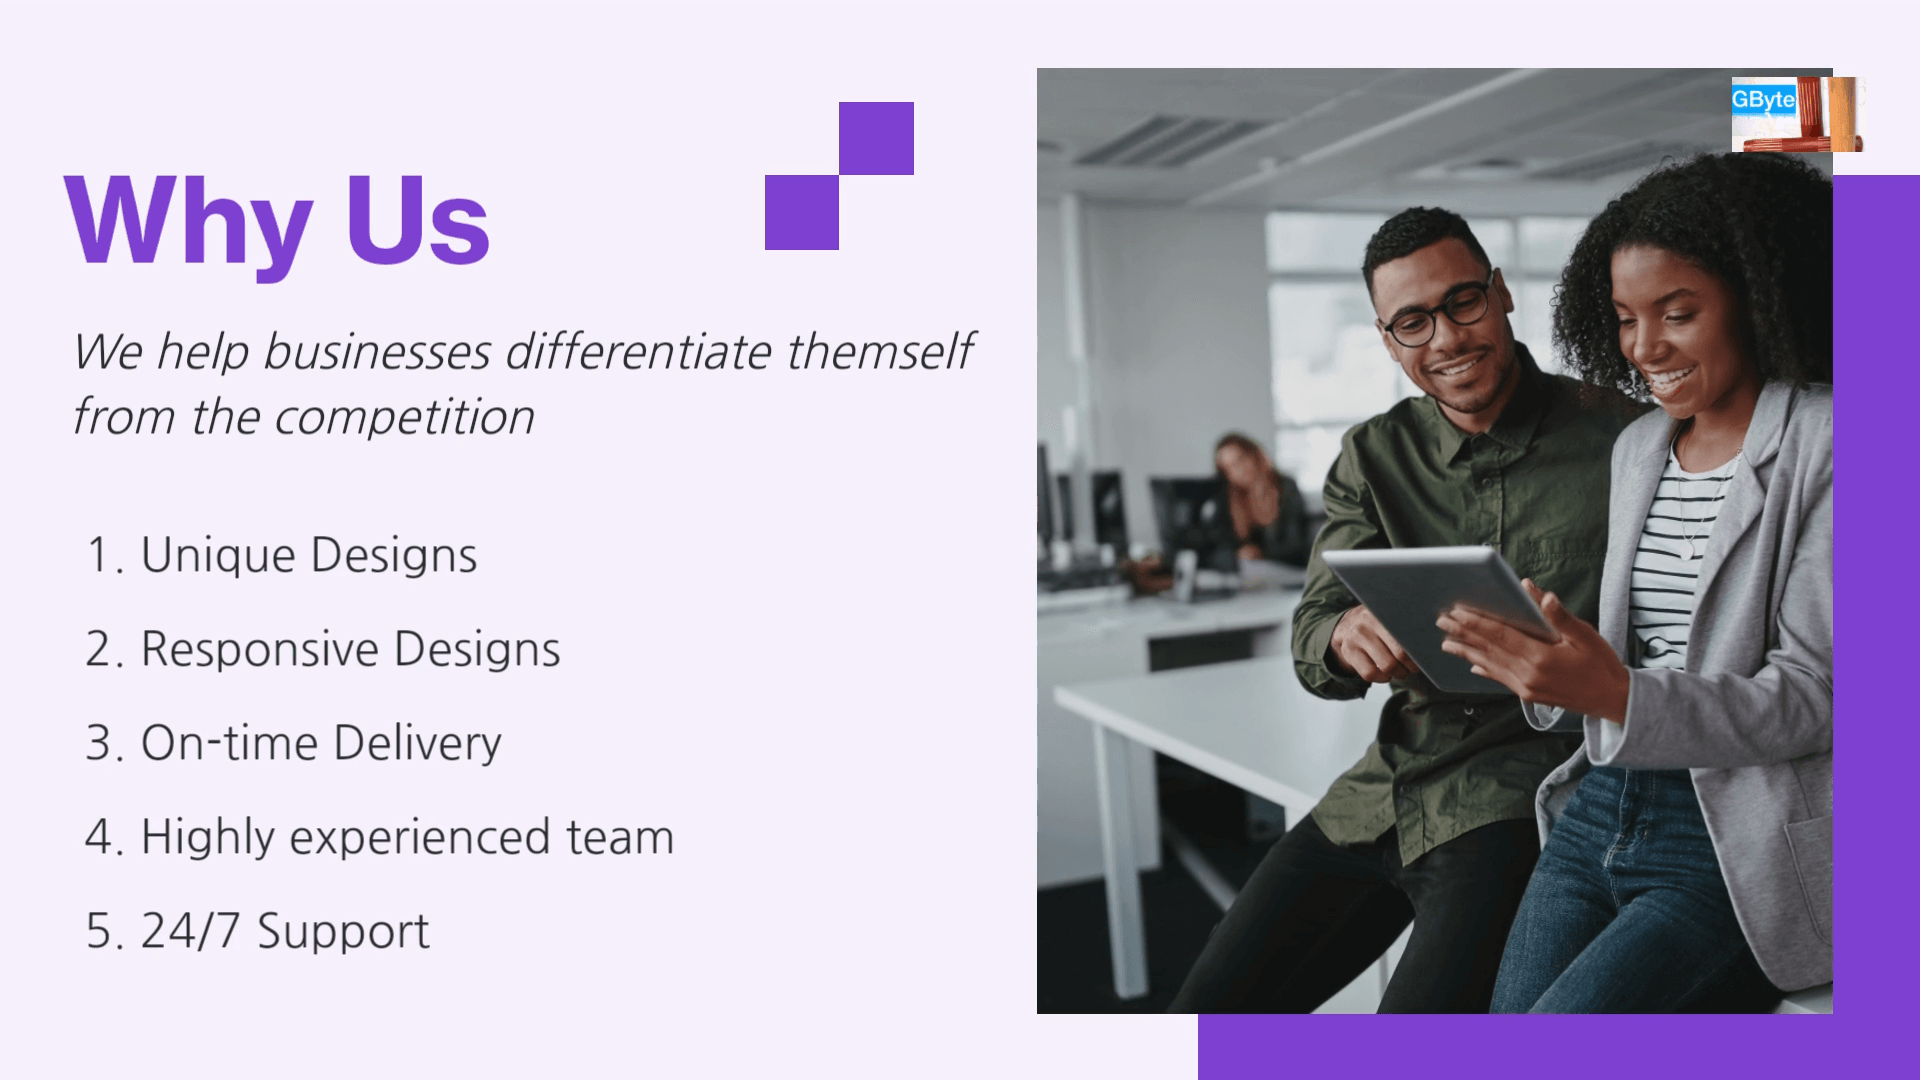 GByte
Why Us
We help businesses differentiate themself
from the competition
1. Unique Designs
2. Responsive Designs
3. On-time Delivery
4. Highly experienced team
5. 24/7 Support